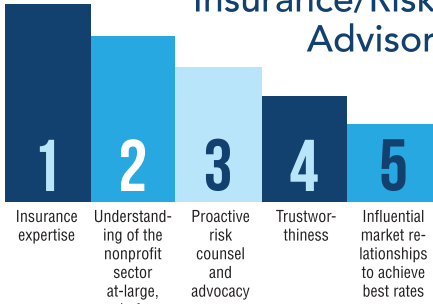 Insurance/Risk
Advisor
1
2
3
4
5
Insurance
expertise
Understand-
ing of the
nonprofit
sector
at-large,
Proactive
risk
counsel
and
advocacy
Trustwor-
thiness
Influential
market re-
lationships
to achieve
best rates